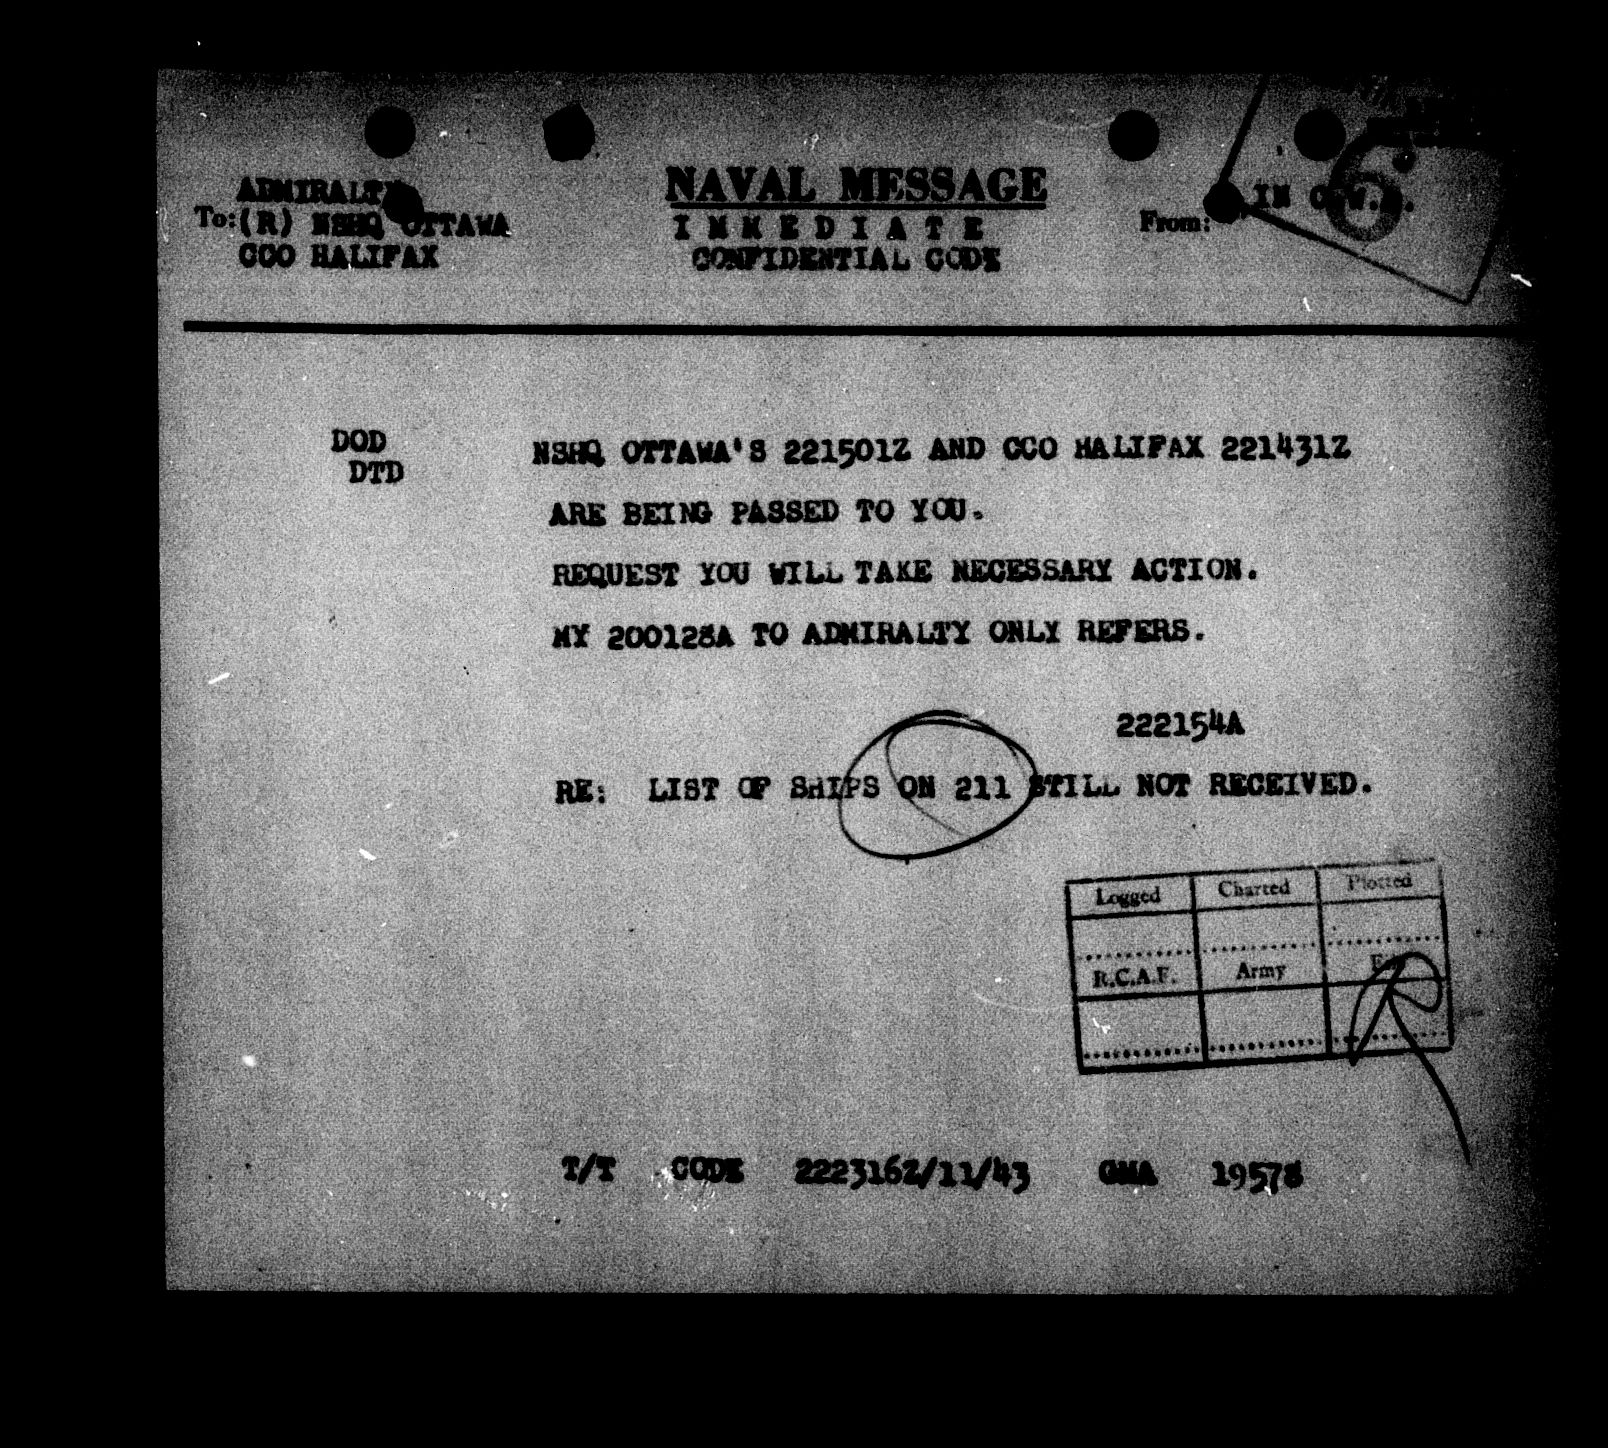 NAVAL MESSAGE
IMMEDIATE
CONFIDENTIAL CODE
ADMIRALTY
To: (R) NSHQ OTTAWA
CCO HALIFAX
From: IN C.W.A.
DOD
DTD
NSHQ OTTAWA'S 221501Z AND CCO HALIFAX 221431Z
ARE BEING PASSED TO YOU.
REQUEST YOU WILL TAKE NECESSARY ACTION.
MY 200128A TO ADMIRALTY ONLY REFERS.
222154A
RE: LIST OF SHIPS ON 211 STILL NOT RECEIVED.
Logged Charted Plotted
R.C.A.F. Army
T/T CODE 222316Z/11/43 GMA 19578